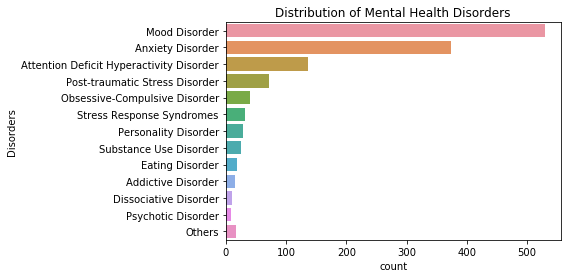 Distribution of Mental Health Disorders
Mood Disorder
Anxiety Disorder
Attention Deficit Hyperactivity Disorder
Post-traumatic Stress Disorder
Obsessive-Compulsive Disorder
Stress Response Syndromes
Personality Disorder
Substance Use Disorder
Eating Disorder
Addictive Disorder
Dissociative Disorder
Psychotic Disorder
Others
Disorders
0 100 200 300 400 500
count